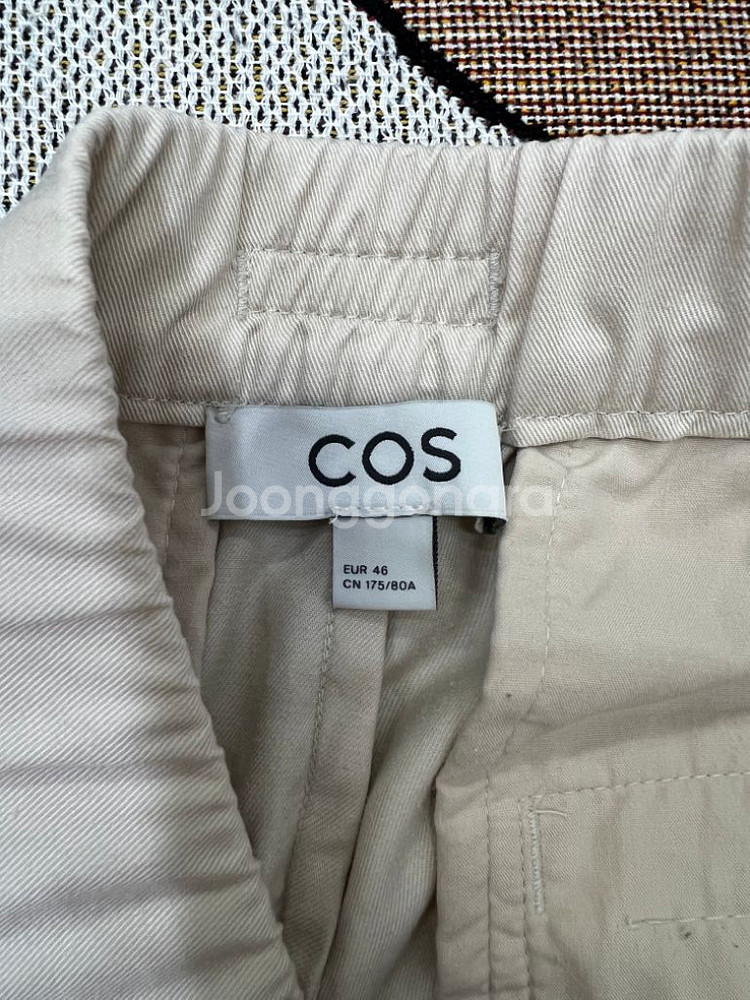 COS
Joonggonara
EUR 46
CN 175/80A